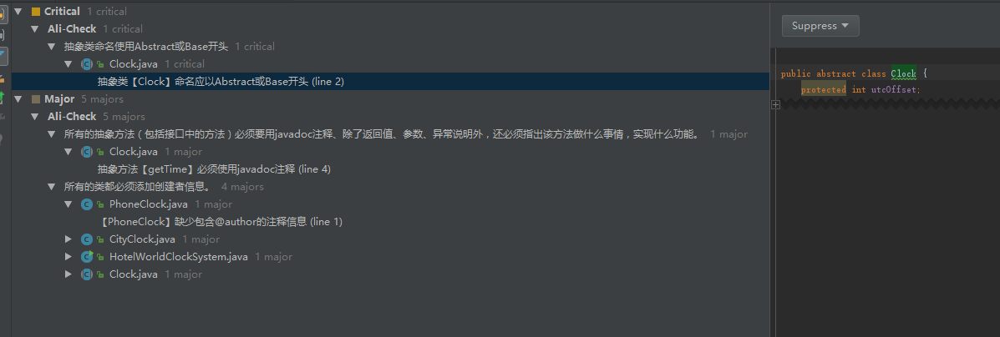 Critical 1 critical
Ali-Check 1 critical
抽象类命名使用Abstract或Base开头 1 critical
Clock.java 1 critical
抽象类【Clock】命名应以Abstract或Base开头 (line 2)
Major 5 majors
Ali-Check 5 majors
所有的抽象方法（包括接口中的方法）必须要用javadoc注释、除了返回值、参数、异常说明外，还必须指出该方法做什么事情，实现什么功能。 1 major
Clock.java 1 major
抽象方法【getTime】必须使用javadoc注释 (line 4)
所有的类都必须添加创建者信息。 4 majors
PhoneClock.java 1 major
【PhoneClock】缺少包含@author的注释信息 (line 1)
CityClock.java 1 major
HotelWorldClockSystem.java 1 major
Clock.java 1 major
Suppress
public abstract class Clock {
protected int utcOffset;